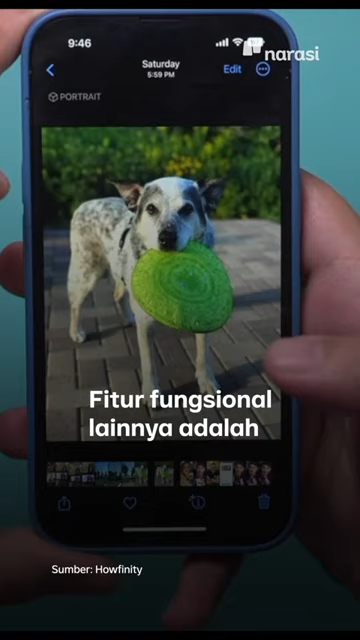 9:46
narasi
Saturday
5:59 PM
Edit
PORTRAIT
Fitur fungsional
lainnya adalah
Sumber: Howfinity